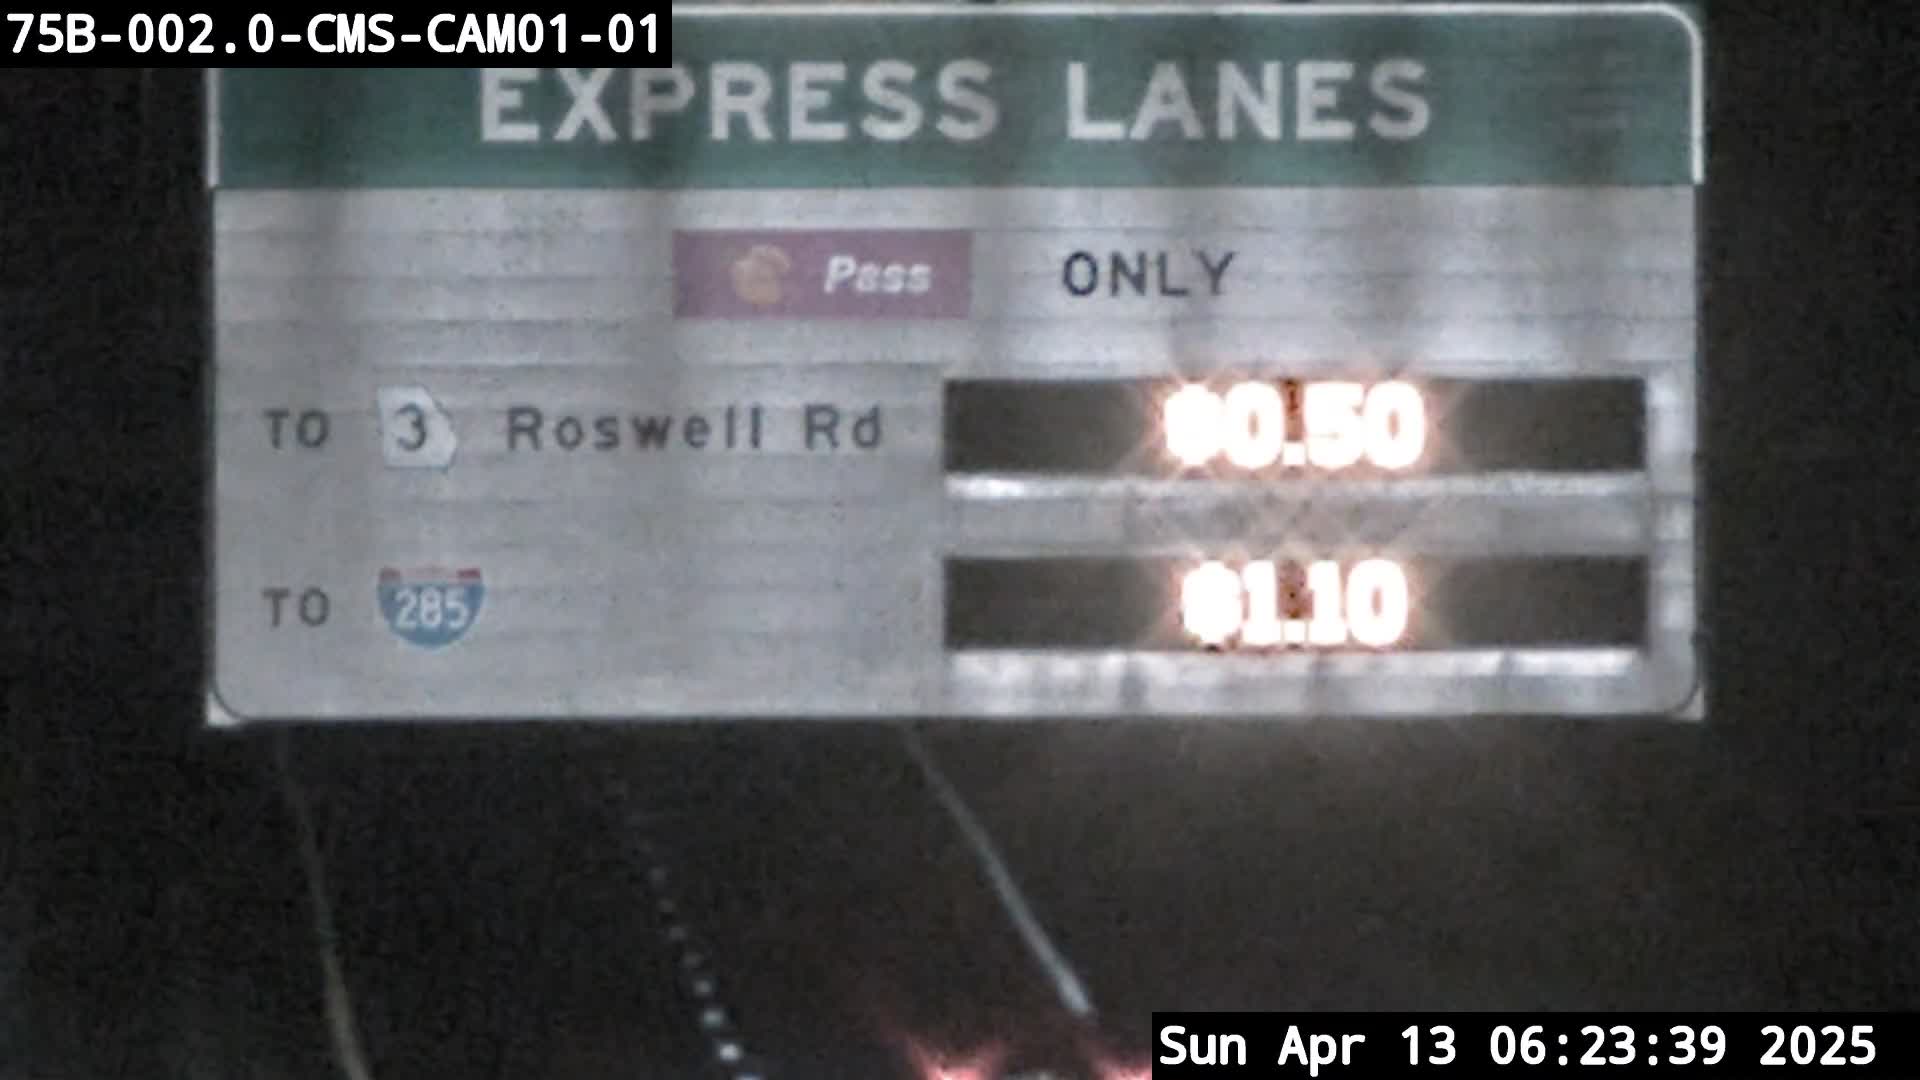 75B-002.0-CMS-CAM01-01
EXPRESS LANES
Pass ONLY
TO 3 Roswell Rd $0.50
TO 285 $1.10
Sun Apr 13 06:23:39 2025